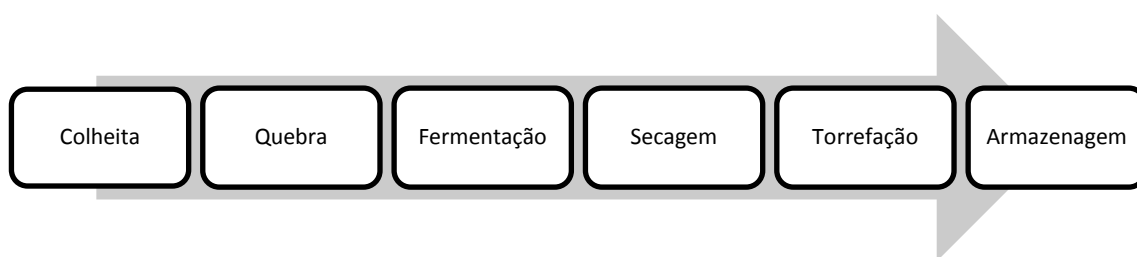 Colheita
Quebra
Fermentação
Secagem
Torrefação
Armazenagem